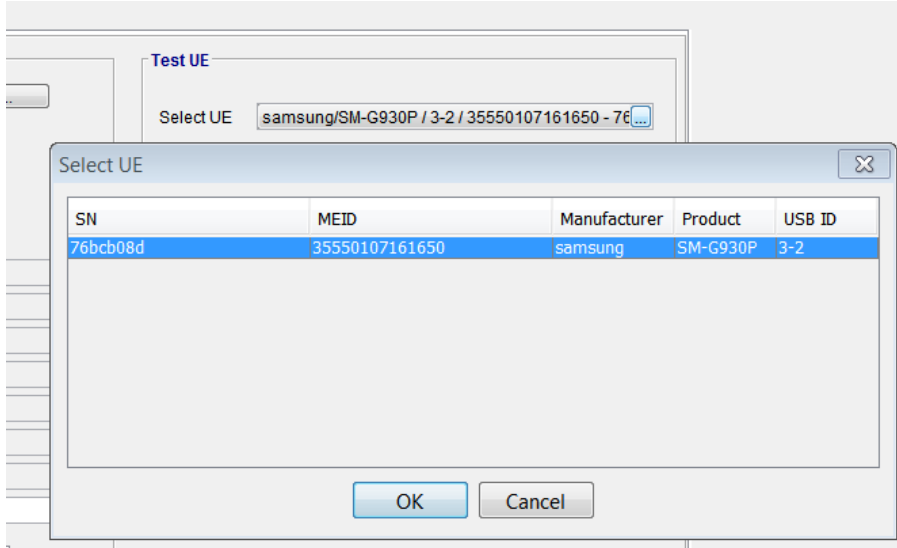 Test UE
...
Select UE samsung/SM-G930P / 3-2 / 35550107161650 - 76 ...
Select UE
SN MEID Manufacturer Product USB ID
76bcb08d 35550107161650 samsung SM-G930P 3-2
OK Cancel